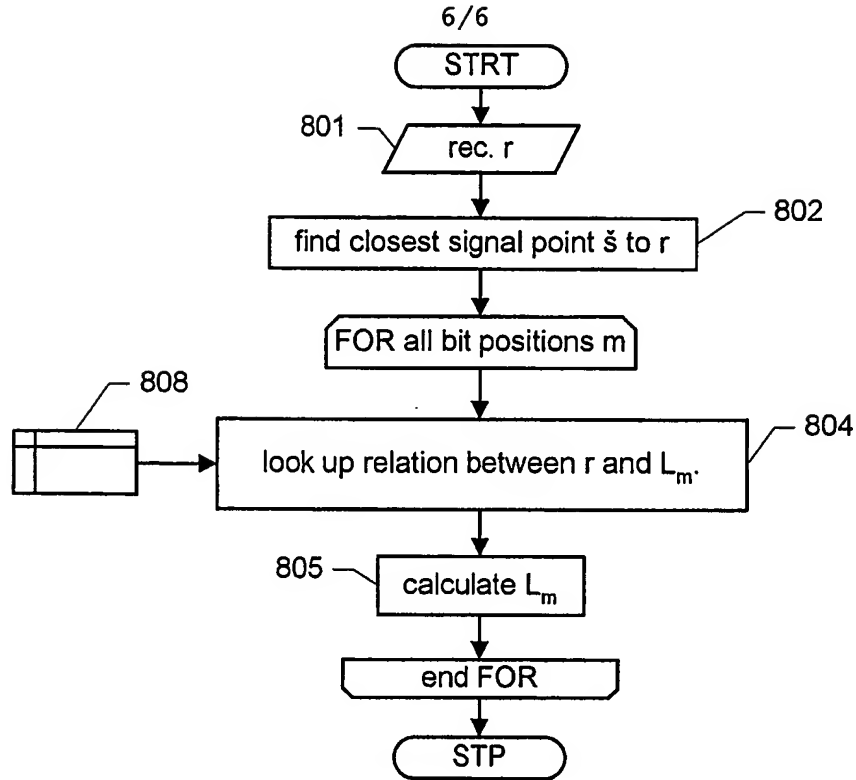 6/6
STRT
801
rec. r
802
find closest signal point š to r
FOR all bit positions m
808
804
look up relation between r and Lm.
805
calculate Lm
end FOR
STP